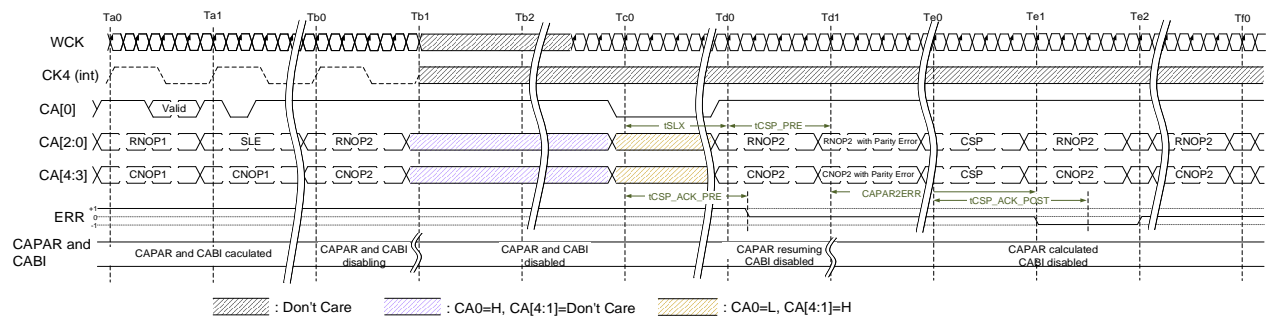 Ta0 Ta1 Tb0 Tb1 Tb2 Tc0 Td0 Td1 Te0 Te1 Te2 Tf0
WCK
CK4 (int)
CA[0] Valid
tSLX tCSP_PRE
CA[2:0] RNOP1 SLE RNOP2 RNOP2 RNOP2 with Parity Error CSP RNOP2 RNOP2
CA[4:3] CNOP1 CNOP1 CNOP2 CNOP2 CNOP2 with Parity Error CSP CNOP2 CNOP2
tCSP_ACK_PRE CAPAR2ERR tCSP_ACK_POST
+1
ERR 0
-1
CAPAR and CABI CAPAR and CABI caculated CAPAR and CABI disabling CAPAR and CABI disabled CAPAR resuming CABI disabled CAPAR calculated CABI disabled
: Don't Care : CA0=H, CA[4:1]=Don't Care : CA0=L, CA[4:1]=H